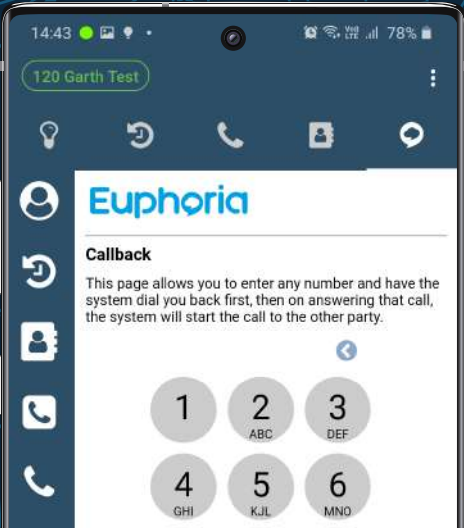 14:43
78%
120 Garth Test
Euphoria
Callback
This page allows you to enter any number and have the
system dial you back first, then on answering that call,
the system will start the call to the other party.
1 2 3
ABC DEF
4 5 6
GHI KJL MNO